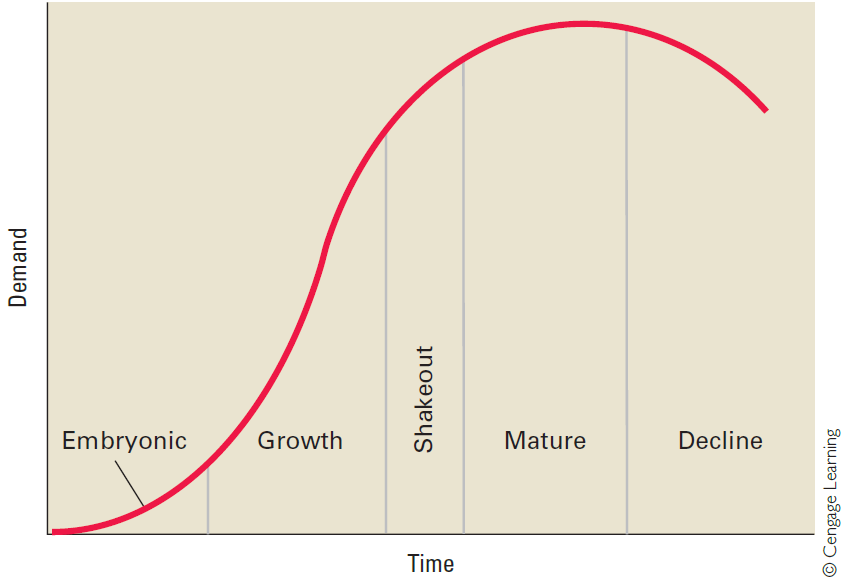 Demand
Embryonic
Growth
Shakeout
Mature
Decline
Time
© Cengage Learning